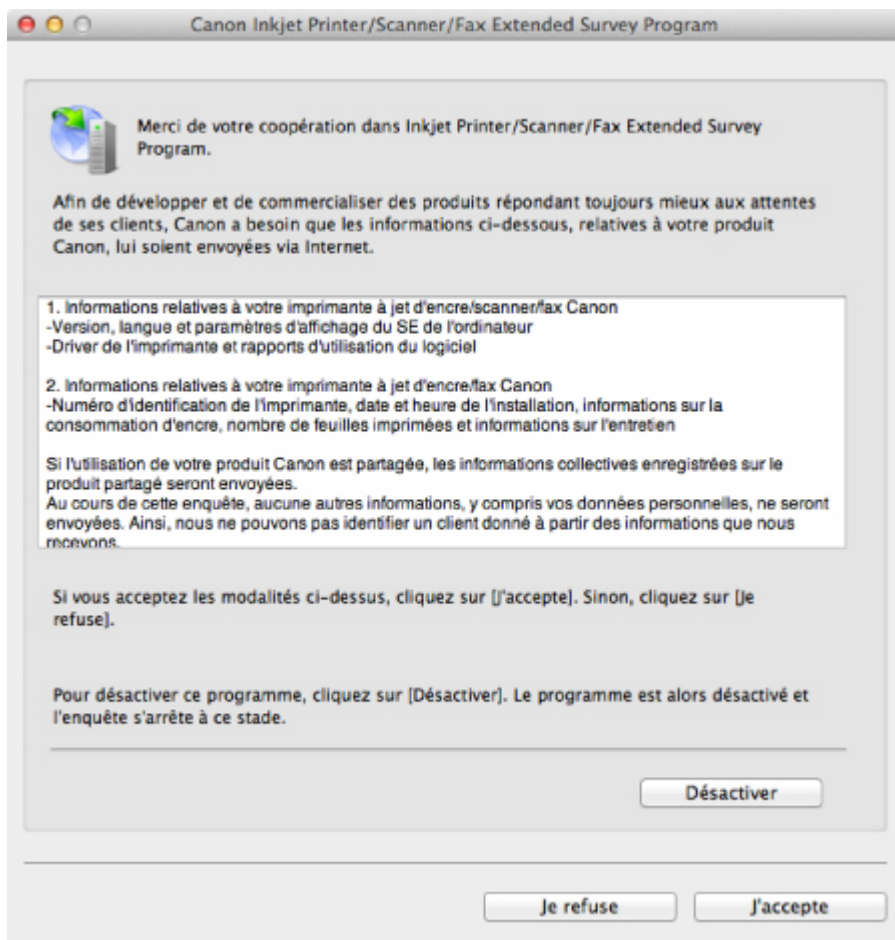 Canon Inkjet Printer/Scanner/Fax Extended Survey Program
Merci de votre coopération dans Inkjet Printer/Scanner/Fax Extended Survey
Program.
Afin de développer et de commercialiser des produits répondant toujours mieux aux attentes
de ses clients, Canon a besoin que les informations ci-dessous, relatives à votre produit
Canon, lui soient envoyées via Internet.
1. Informations relatives à votre imprimante à jet d'encre/scanner/fax Canon
-Version, langue et paramètres d'affichage du SE de l'ordinateur
-Driver de l'imprimante et rapports d'utilisation du logiciel
2. Informations relatives à votre imprimante à jet d'encre/fax Canon
-Numéro d'identification de l'imprimante, date et heure de l'installation, informations sur la
consommation d'encre, nombre de feuilles imprimées et informations sur l'entretien
Si l'utilisation de votre produit Canon est partagée, les informations collectives enregistrées sur le
produit partagé seront envoyées.
Au cours de cette enquête, aucune autres informations, y compris vos données personnelles, ne seront
envoyées. Ainsi, nous ne pouvons pas identifier un client donné à partir des informations que nous
recevons.
Si vous acceptez les modalités ci-dessus, cliquez sur [J'accepte]. Sinon, cliquez sur [Je
refuse].
Pour désactiver ce programme, cliquez sur [Désactiver]. Le programme est alors désactivé et
l'enquête s'arrête à ce stade.
Désactiver
Je refuse
J'accepte